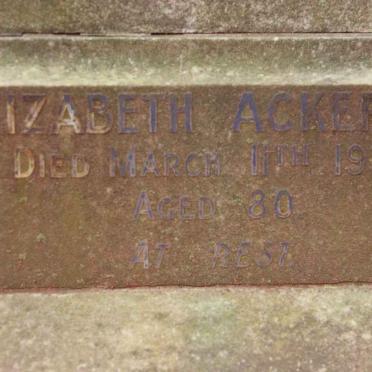 IZABETH ACKER
DIED MARCH 11TH 19
AGED 80
AT REST.